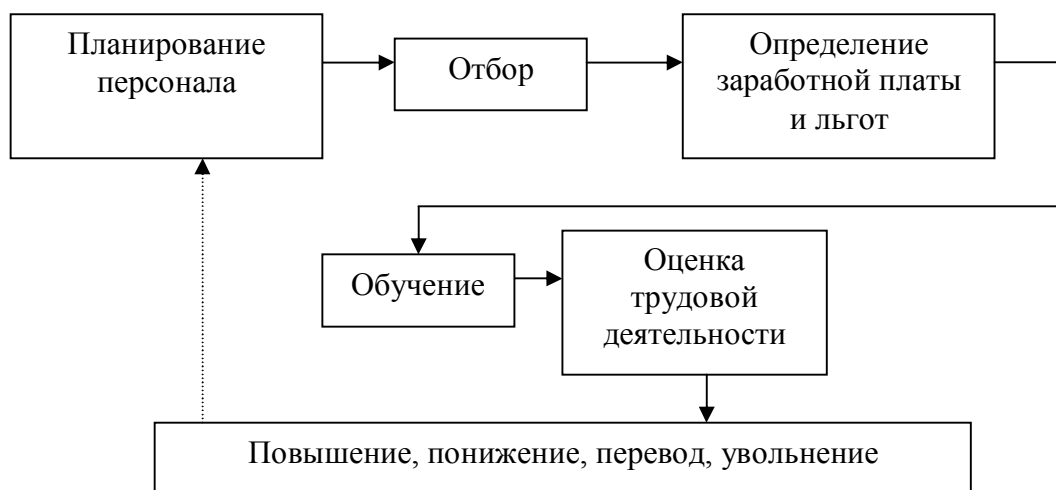 Планирование
персонала
Отбор
Определение
заработной платы
и льгот
Обучение
Оценка
трудовой
деятельности
Повышение, понижение, перевод, увольнение